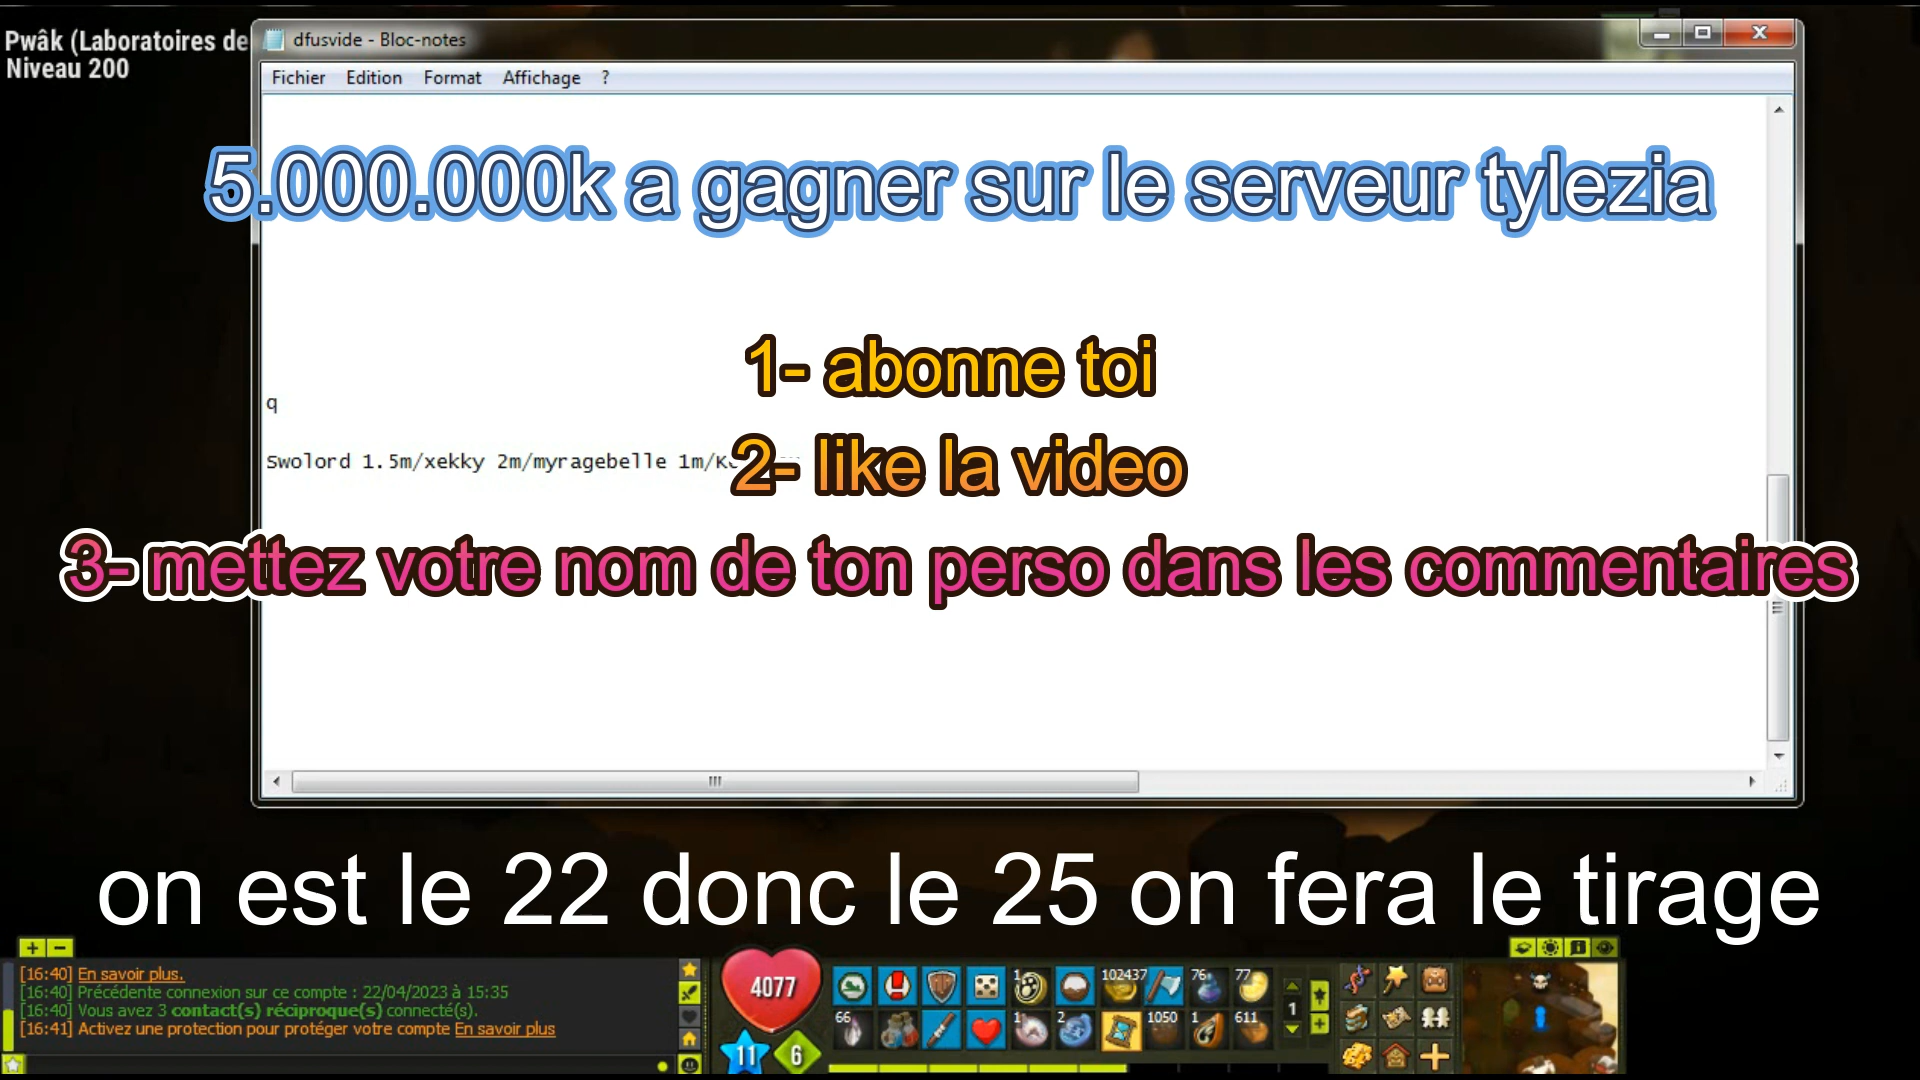 Pwâk (Laboratoires de
Niveau 200
dfusvide - Bloc-notes
Fichier Edition Format Affichage ?
5.000.000k a gagner sur le serveur tylezia
1- abonne toi
q
Swolord 1.5m/xekky 2m/myragebelle 1m/
2- like la video
3- mettez votre nom de ton perso dans les commentaires
on est le 22 donc le 25 on fera le tirage
[16:40] En savoir plus.
[16:40] Précédente connexion sur ce compte : 22/04/2023 à 15:35
[16:40] Vous avez 3 contact(s) réciproque(s) connecté(s).
[16:41] Activez une protection pour protéger votre compte En savoir plus
4077
11 6
1 102437 76 77
66 1 2 1050 1 611
1